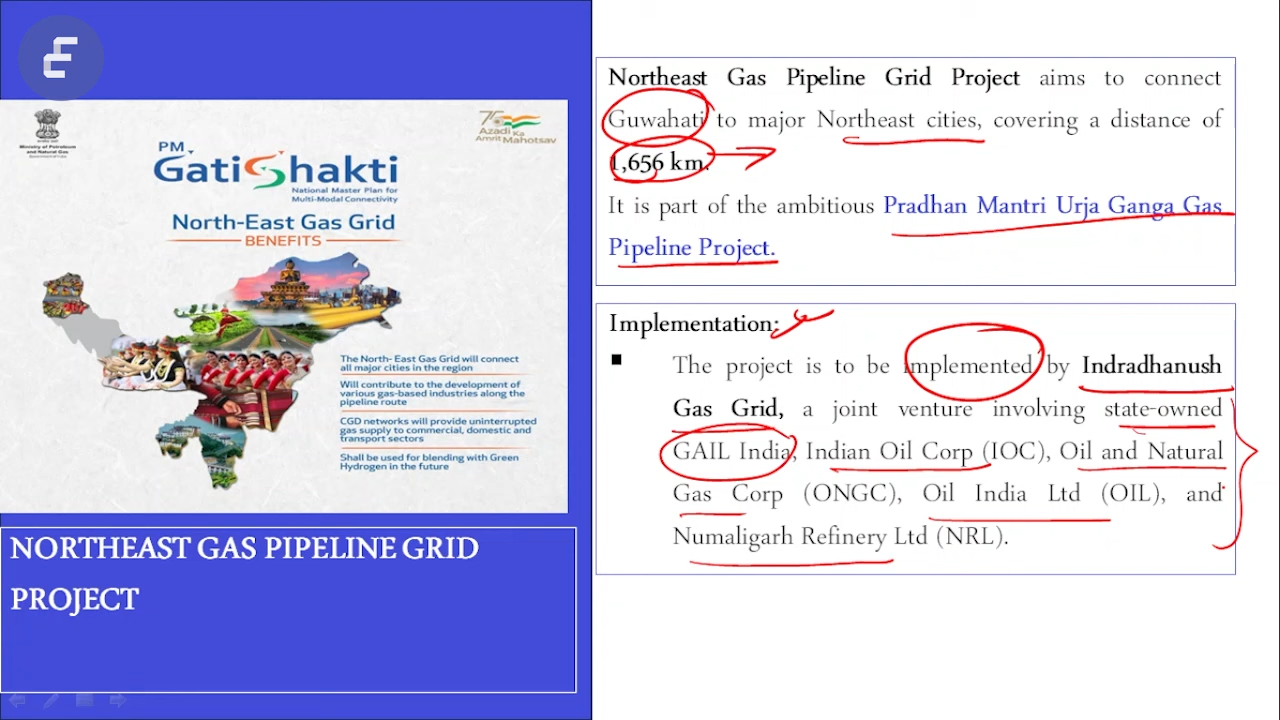 Ministry of Petroleum
and Natural Gas
75
Azadi Ka
Amrit Mahotsav
PM
GatiShakti
National Master Plan for
Multi-Modal Connectivity
North-East Gas Grid
BENEFITS
The North- East Gas Grid will connect
all major cities in the region
Will contribute to the development of
various gas-based industries along the
pipeline route
CGD networks will provide uninterrupted
gas supply to commercial, domestic and
transport sectors
Shall be used for blending with Green
Hydrogen in the future
NORTHEAST GAS PIPELINE GRID
PROJECT
Northeast Gas Pipeline Grid Project aims to connect
Guwahati to major Northeast cities, covering a distance of
1,656 km.
It is part of the ambitious Pradhan Mantri Urja Ganga Gas
Pipeline Project.
Implementation:
The project is to be implemented by Indradhanush
Gas Grid, a joint venture involving state-owned
GAIL India, Indian Oil Corp (IOC), Oil and Natural
Gas Corp (ONGC), Oil India Ltd (OIL), and
Numaligarh Refinery Ltd (NRL).